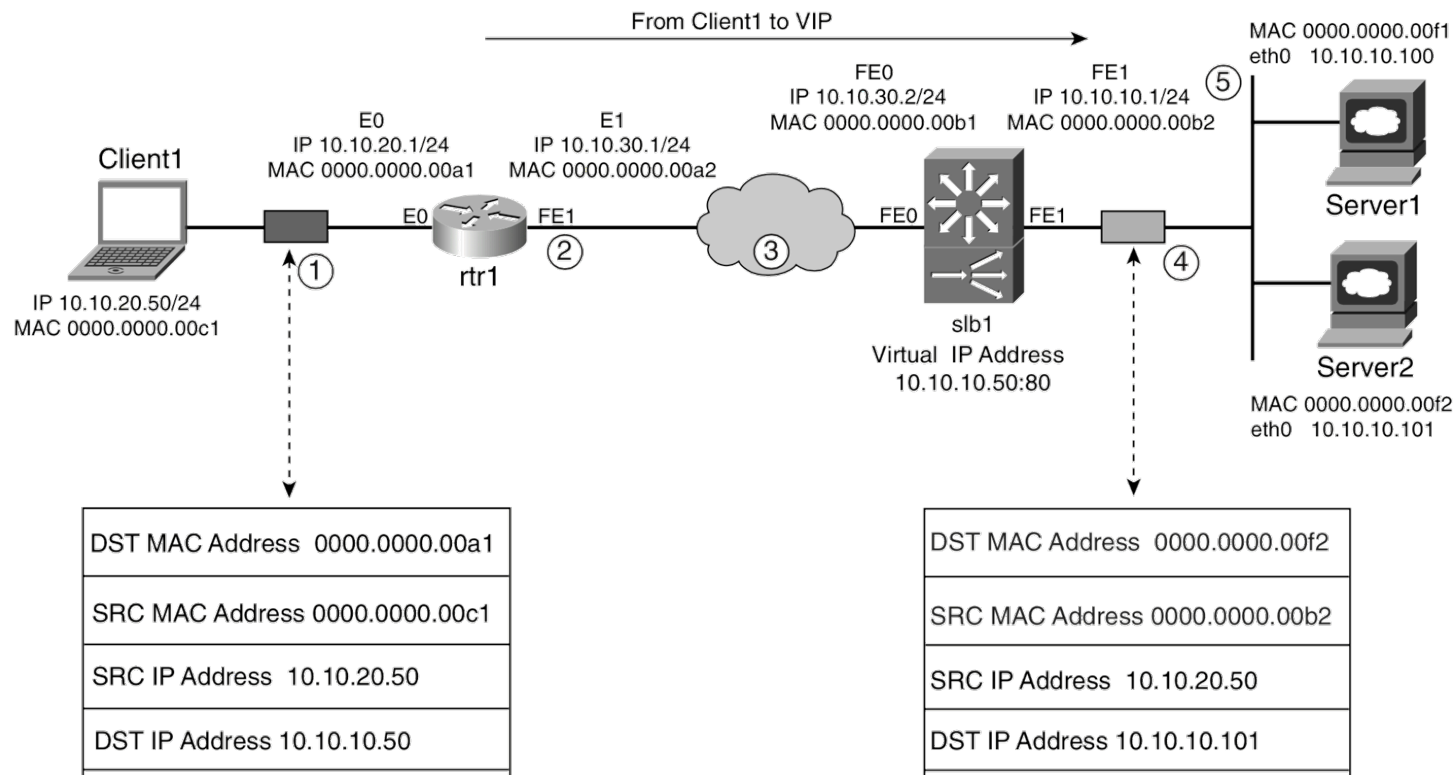 From Client1 to VIP
MAC 0000.0000.00f1
eth0 10.10.10.100
5
FE0
IP 10.10.30.2/24
MAC 0000.0000.00b1
FE1
IP 10.10.10.1/24
MAC 0000.0000.00b2
E0
IP 10.10.20.1/24
MAC 0000.0000.00a1
E1
IP 10.10.30.1/24
MAC 0000.0000.00a2
Client1
Server1
E0
FE1
FE0
FE1
1
2
3
4
rtr1
IP 10.10.20.50/24
MAC 0000.0000.00c1
slb1
Virtual IP Address
10.10.10.50:80
Server2
MAC 0000.0000.00f2
eth0 10.10.10.101
DST MAC Address 0000.0000.00a1
SRC MAC Address 0000.0000.00c1
SRC IP Address 10.10.20.50
DST IP Address 10.10.10.50
DST MAC Address 0000.0000.00f2
SRC MAC Address 0000.0000.00b2
SRC IP Address 10.10.20.50
DST IP Address 10.10.10.101